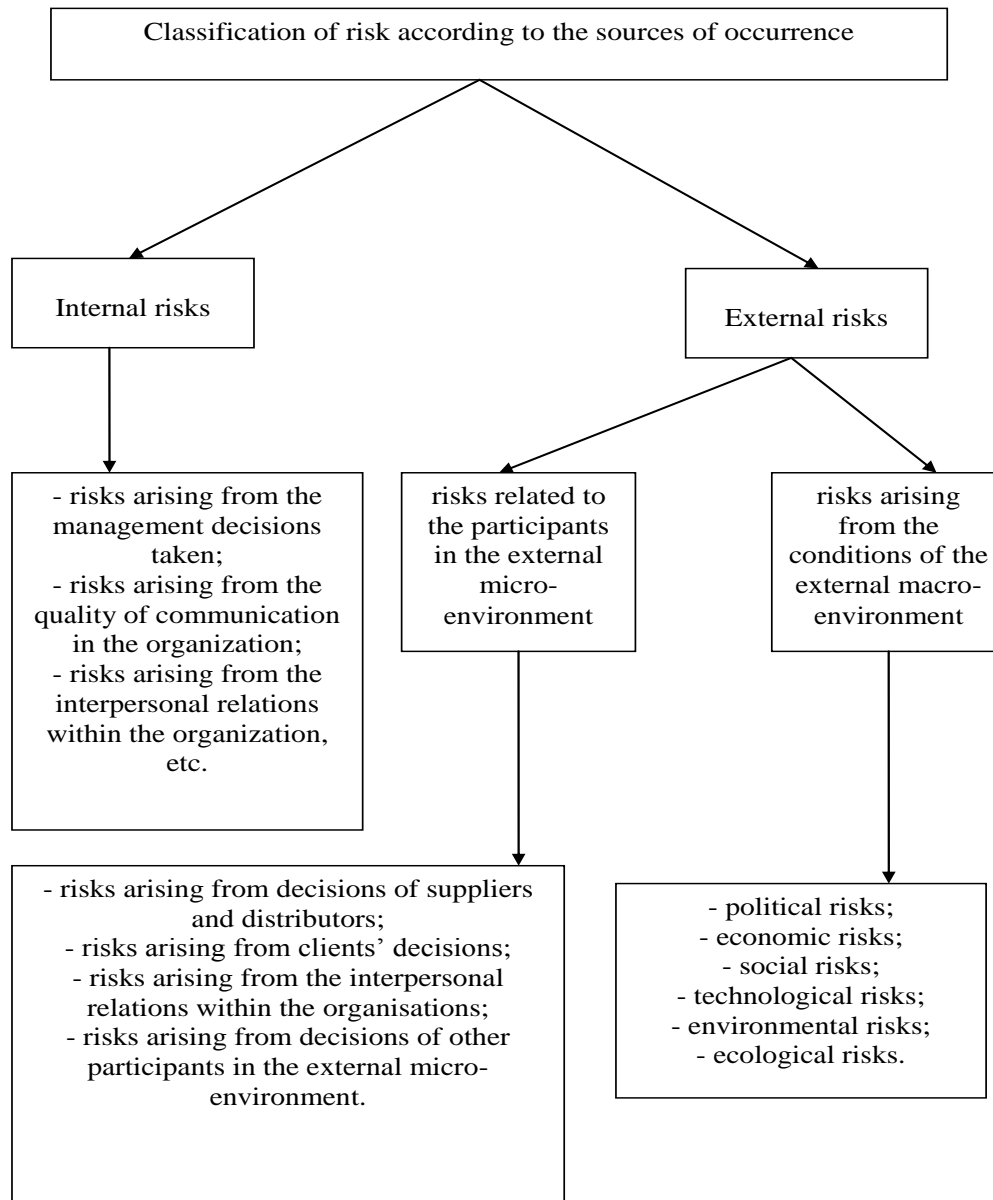 Classification of risk according to the sources of occurrence
Internal risks
External risks
- risks arising from the
management decisions
taken;
- risks arising from the
quality of communication
in the organization;
- risks arising from the
interpersonal relations
within the organization,
etc.
risks related to
the participants
in the external
micro-
environment
risks arising
from the
conditions of the
external macro-
environment
- risks arising from decisions of suppliers
and distributors;
- risks arising from clients’ decisions;
- risks arising from the interpersonal
relations within the organisations;
- risks arising from decisions of other
participants in the external micro-
environment.
- political risks;
- economic risks;
- social risks;
- technological risks;
- environmental risks;
- ecological risks.